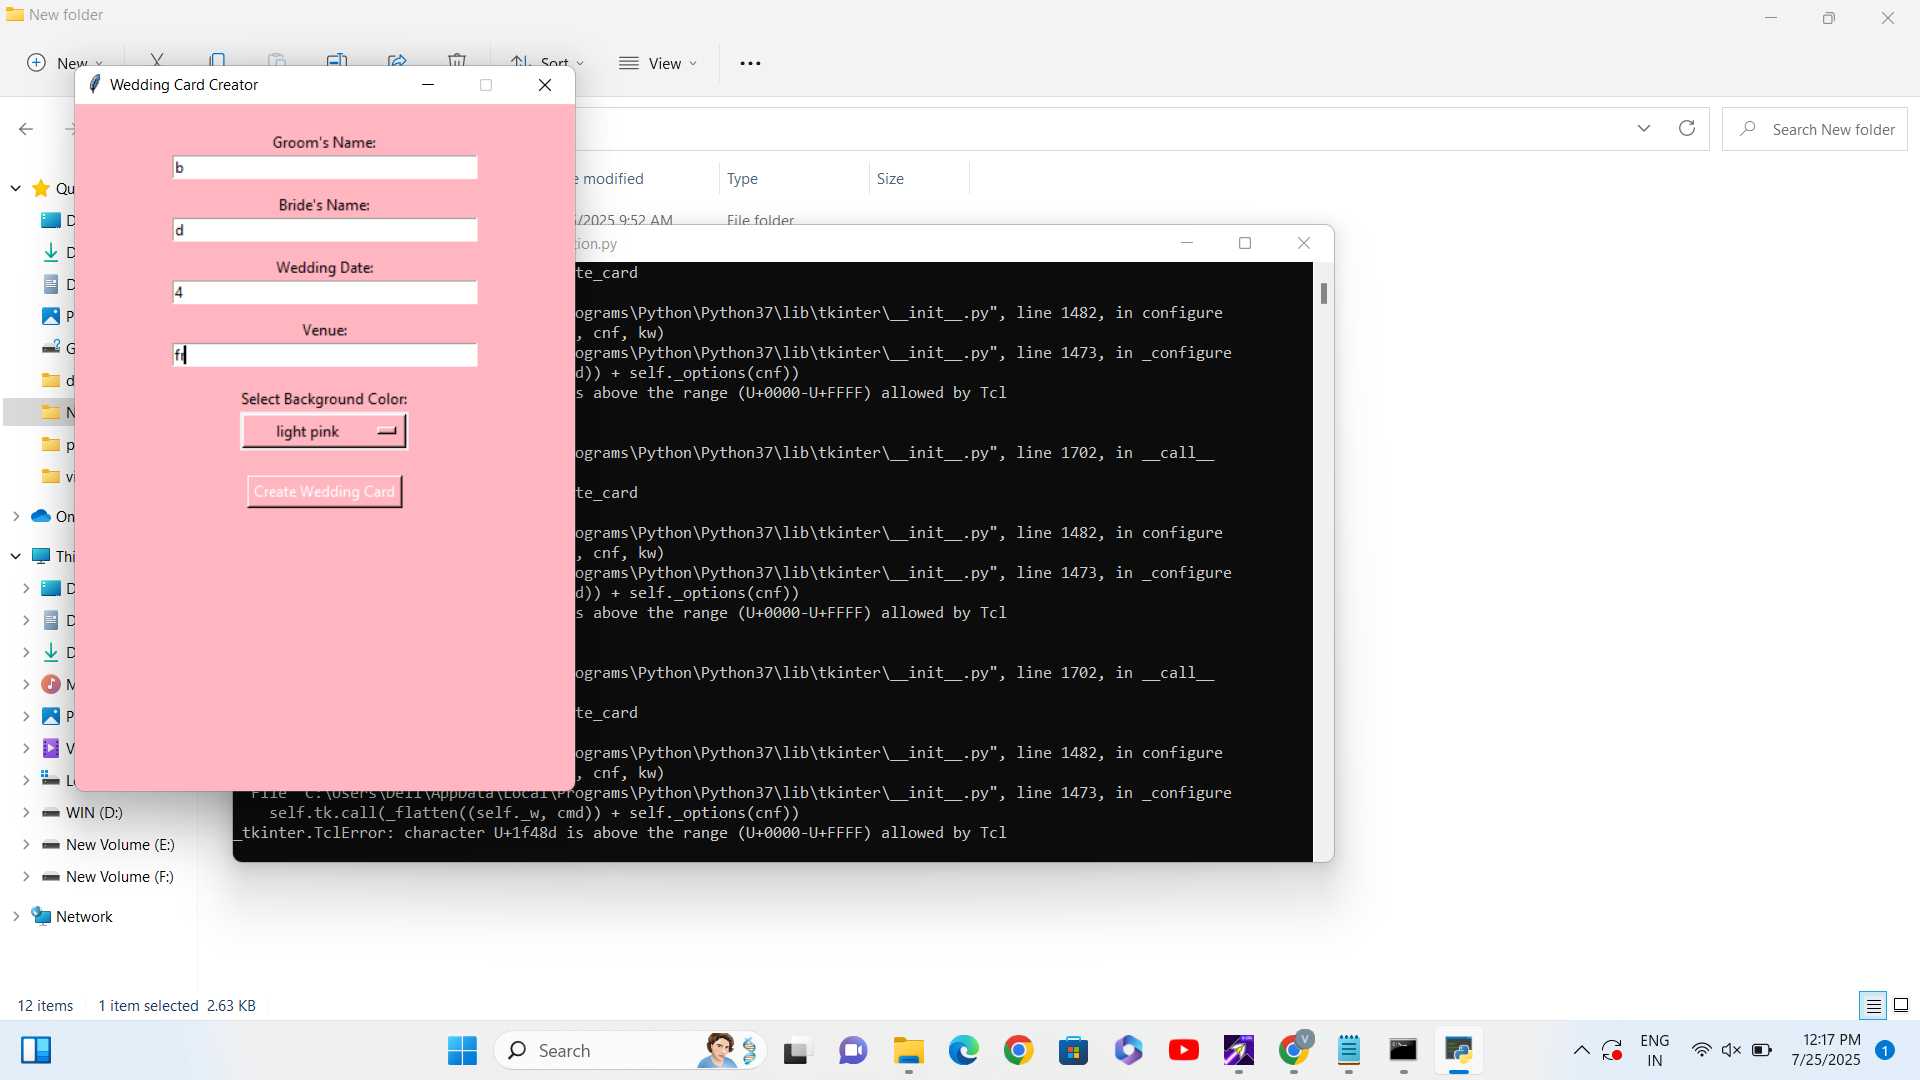 New folder
New
Sort
View
Wedding Card Creator
Groom's Name:
b
Bride's Name:
d
Wedding Date:
4
Venue:
fr
Select Background Color:
light pink
Create Wedding Card
Search New folder
e modified
Type
Size
/2025 9:52 AM
File folder
tion.py
te_card
ograms\Python\Python37\lib\tkinter\__init__.py", line 1482, in configure
, cnf, kw)
ograms\Python\Python37\lib\tkinter\__init__.py", line 1473, in _configure
d)) + self._options(cnf))
s above the range (U+0000-U+FFFF) allowed by Tcl
ograms\Python\Python37\lib\tkinter\__init__.py", line 1702, in __call__
te_card
ograms\Python\Python37\lib\tkinter\__init__.py", line 1482, in configure
, cnf, kw)
ograms\Python\Python37\lib\tkinter\__init__.py", line 1473, in _configure
d)) + self._options(cnf))
s above the range (U+0000-U+FFFF) allowed by Tcl
ograms\Python\Python37\lib\tkinter\__init__.py", line 1702, in __call__
te_card
ograms\Python\Python37\lib\tkinter\__init__.py", line 1482, in configure
, cnf, kw)
File "C:\Users\Dell\AppData\Local\Programs\Python\Python37\lib\tkinter\__init__.py", line 1473, in _configure
self.tk.call(_flatten((self._w, cmd)) + self._options(cnf))
_tkinter.TclError: character U+1f48d is above the range (U+0000-U+FFFF) allowed by Tcl
Qu
D
D
D
P
G
d
N
p
vi
On
Thi
D
D
D
M
P
V
Lo
WIN (D:)
New Volume (E:)
New Volume (F:)
Network
12 items
1 item selected 2.63 KB
Search
ENG
IN
12:17 PM
7/25/2025
1